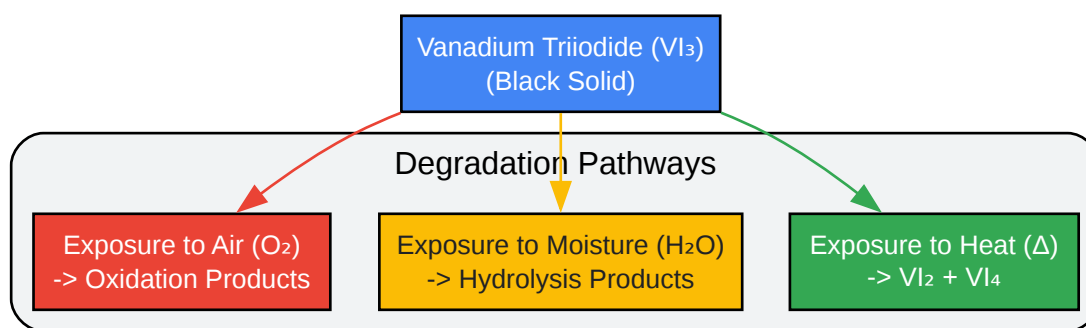 Vanadium Triiodide (VI₃)
(Black Solid)
Degradation Pathways
Exposure to Air (O₂)
-> Oxidation Products
Exposure to Moisture (H₂O)
-> Hydrolysis Products
Exposure to Heat (Δ)
-> VI₂ + VI₄